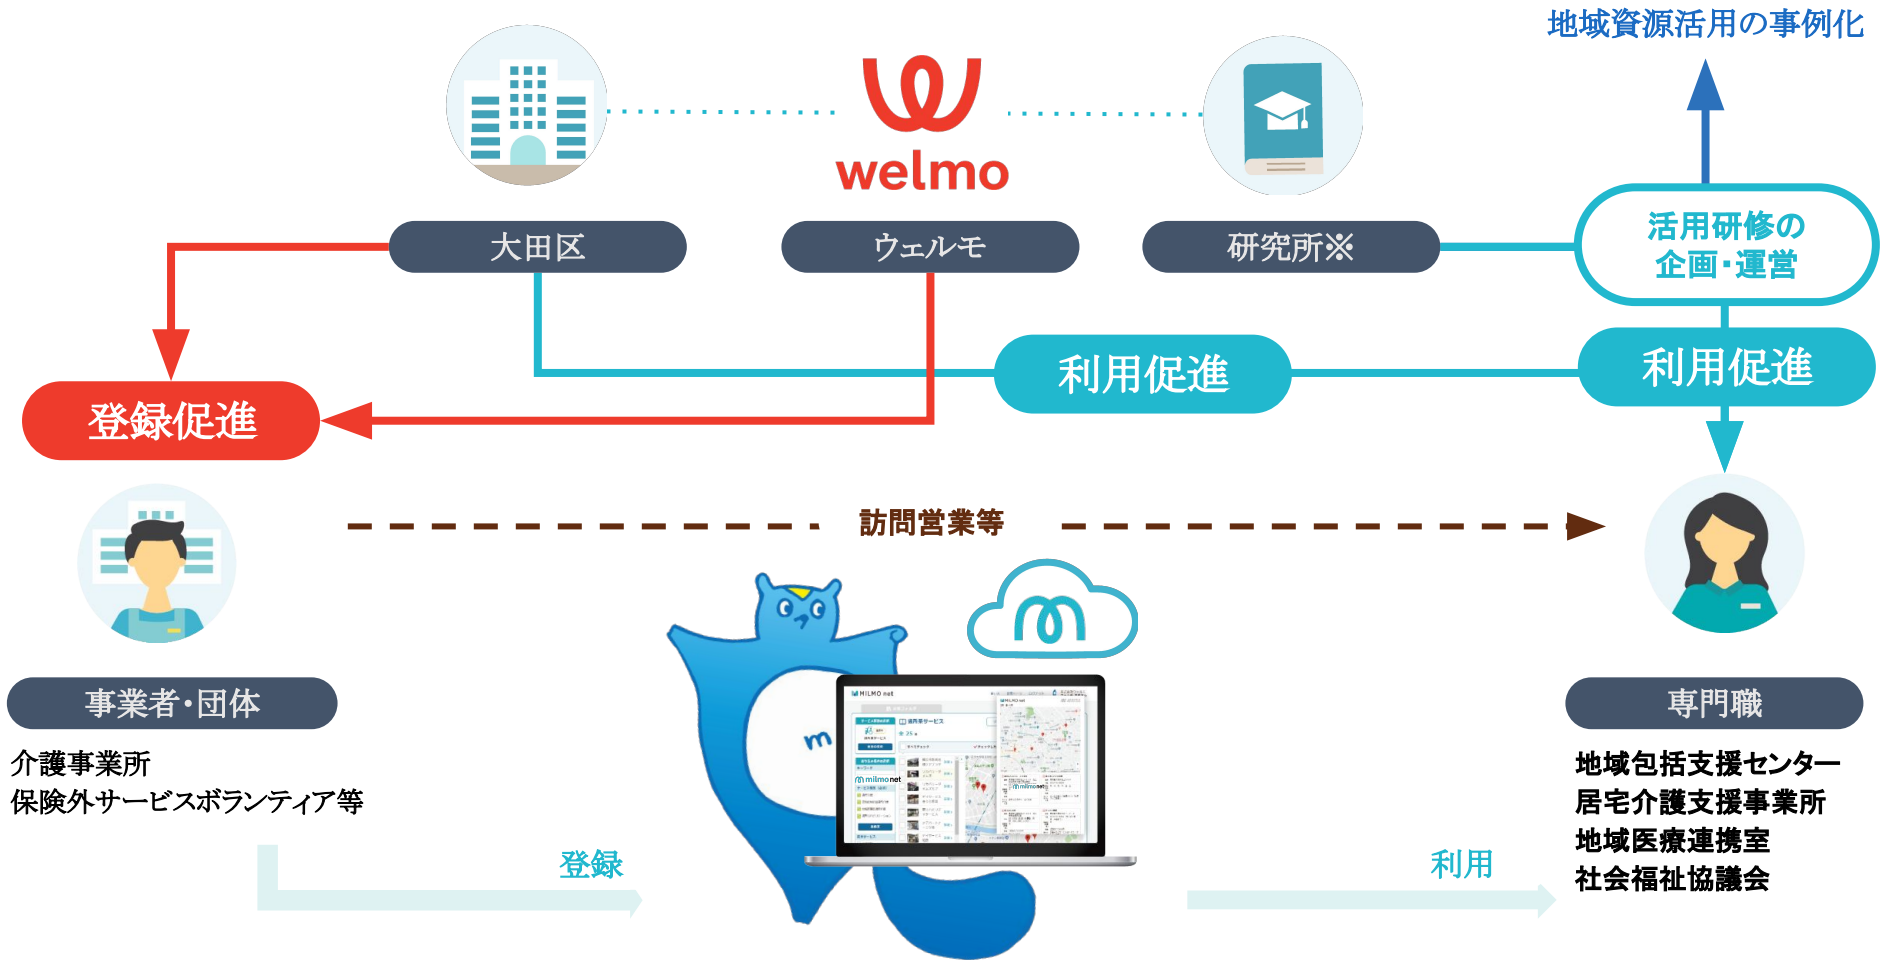 地域資源活用の事例化
welmo
大田区
ウェルモ
研究所※
活用研修の
企画・運営
利用促進
利用促進
登録促進
訪問営業等
事業者・団体
介護事業所
保険外サービスボランティア等
専門職
地域包括支援センター
居宅介護支援事業所
地域医療連携室
社会福祉協議会
m
MILMO net
milmo net
登録
利用